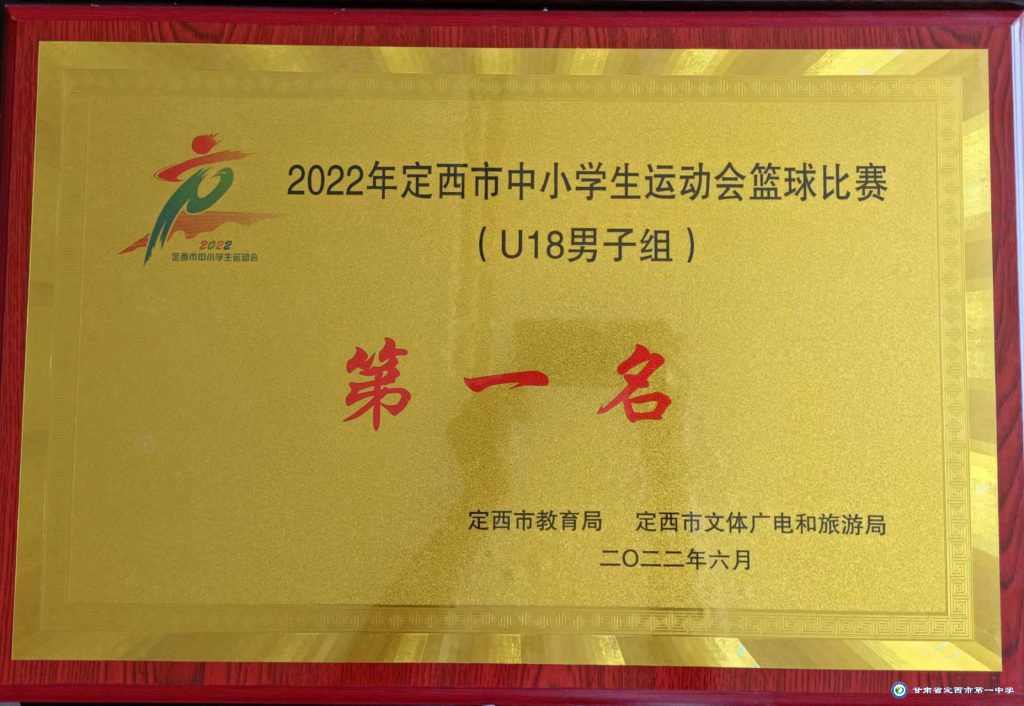 2022年定西市中小学生运动会篮球比赛
（U18男子组）
2022
定西市中小学生运动会
第一名
定西市教育局 定西市文体广电和旅游局
二〇二二年六月
甘肃省定西市第一中学